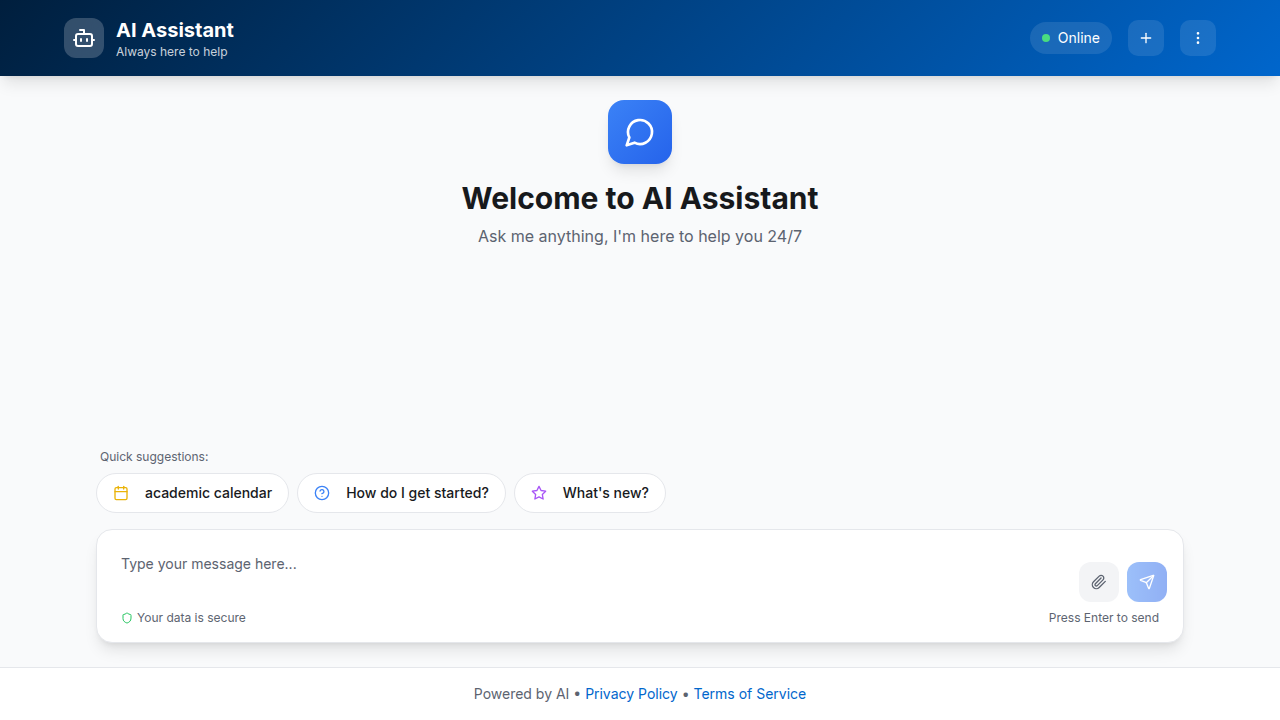 AI Assistant
Always here to help
Online
Welcome to AI Assistant
Ask me anything, I'm here to help you 24/7
Quick suggestions:
academic calendar
How do I get started?
What's new?
Type your message here...
Your data is secure
Press Enter to send
Powered by AI • Privacy Policy • Terms of Service